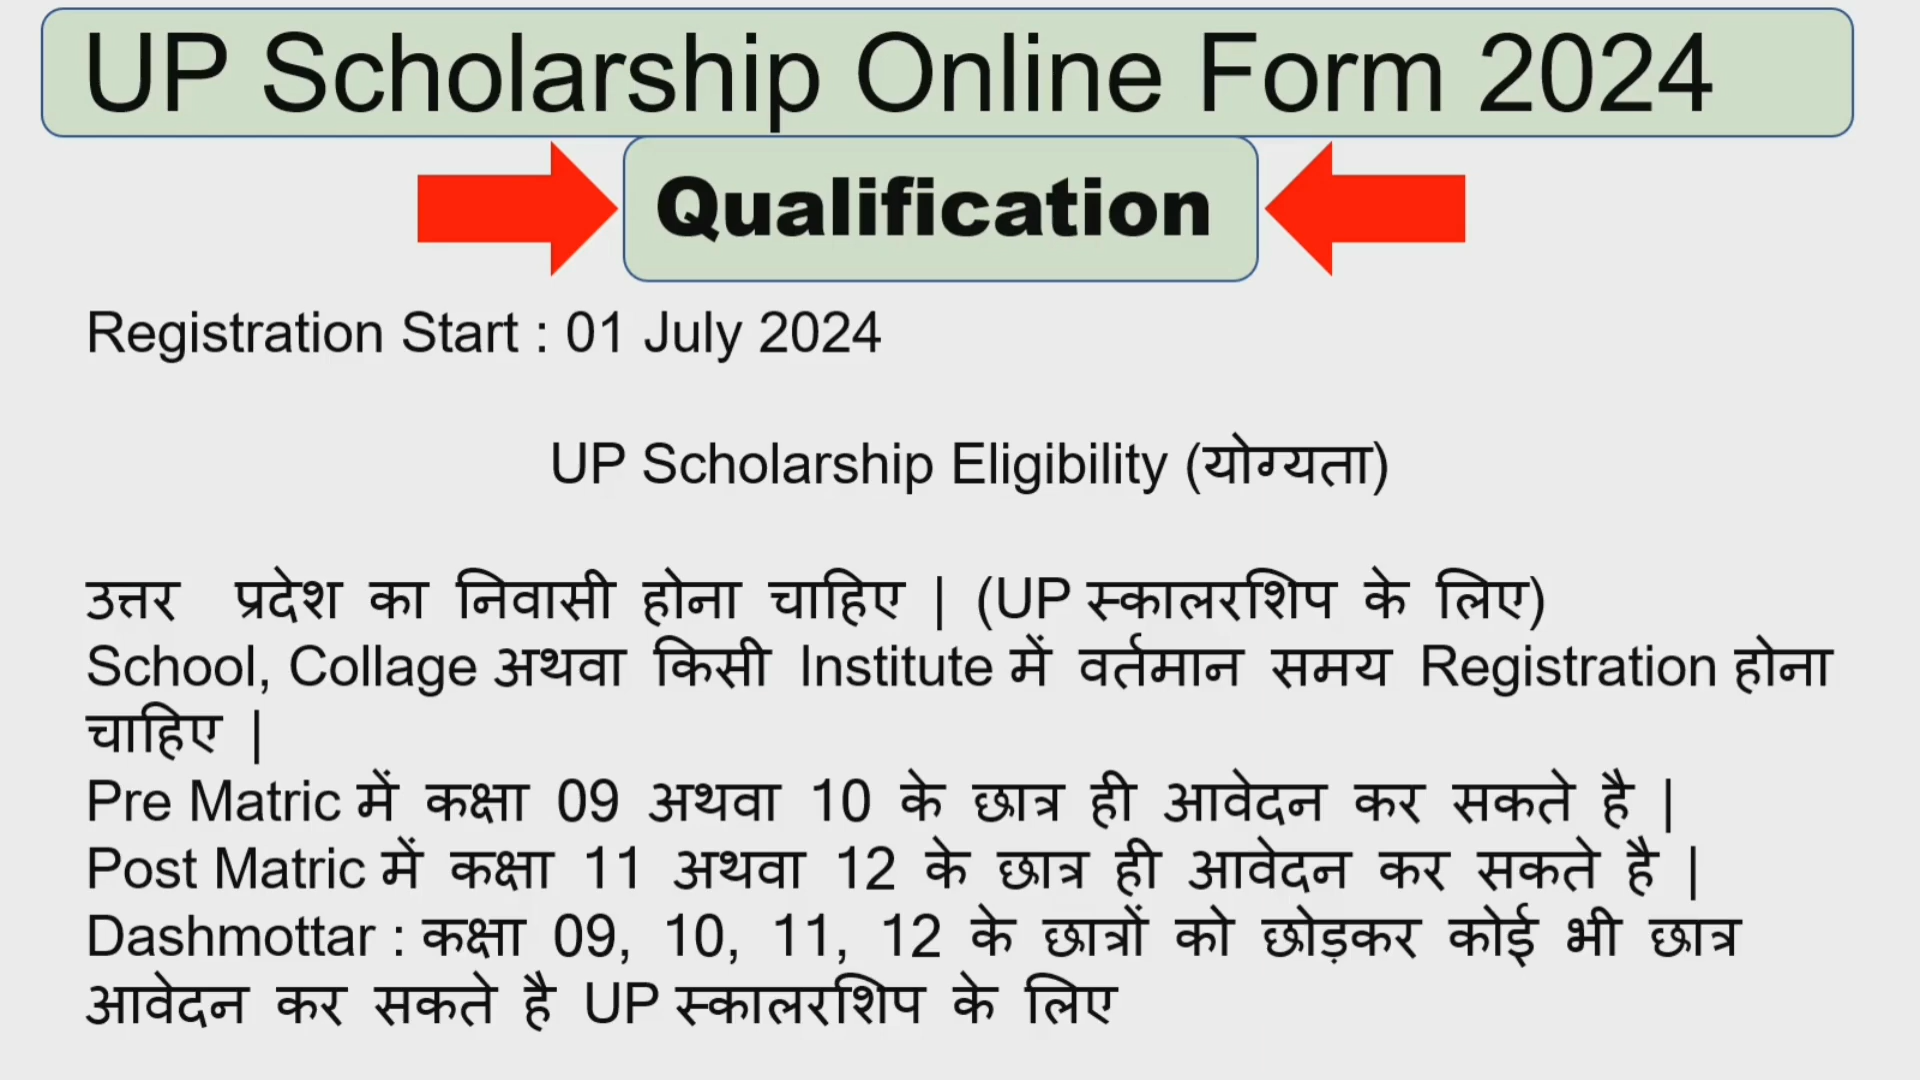 UP Scholarship Online Form 2024
Qualification
Registration Start : 01 July 2024
UP Scholarship Eligibility (योग्यता)
उत्तर प्रदेश का निवासी होना चाहिए | (UP स्कालरशिप के लिए)
School, Collage अथवा किसी Institute में वर्तमान समय Registration होना
चाहिए |
Pre Matric में कक्षा 09 अथवा 10 के छात्र ही आवेदन कर सकते है |
Post Matric में कक्षा 11 अथवा 12 के छात्र ही आवेदन कर सकते है |
Dashmottar : कक्षा 09, 10, 11, 12 के छात्रों को छोड़कर कोई भी छात्र
आवेदन कर सकते है UP स्कालरशिप के लिए